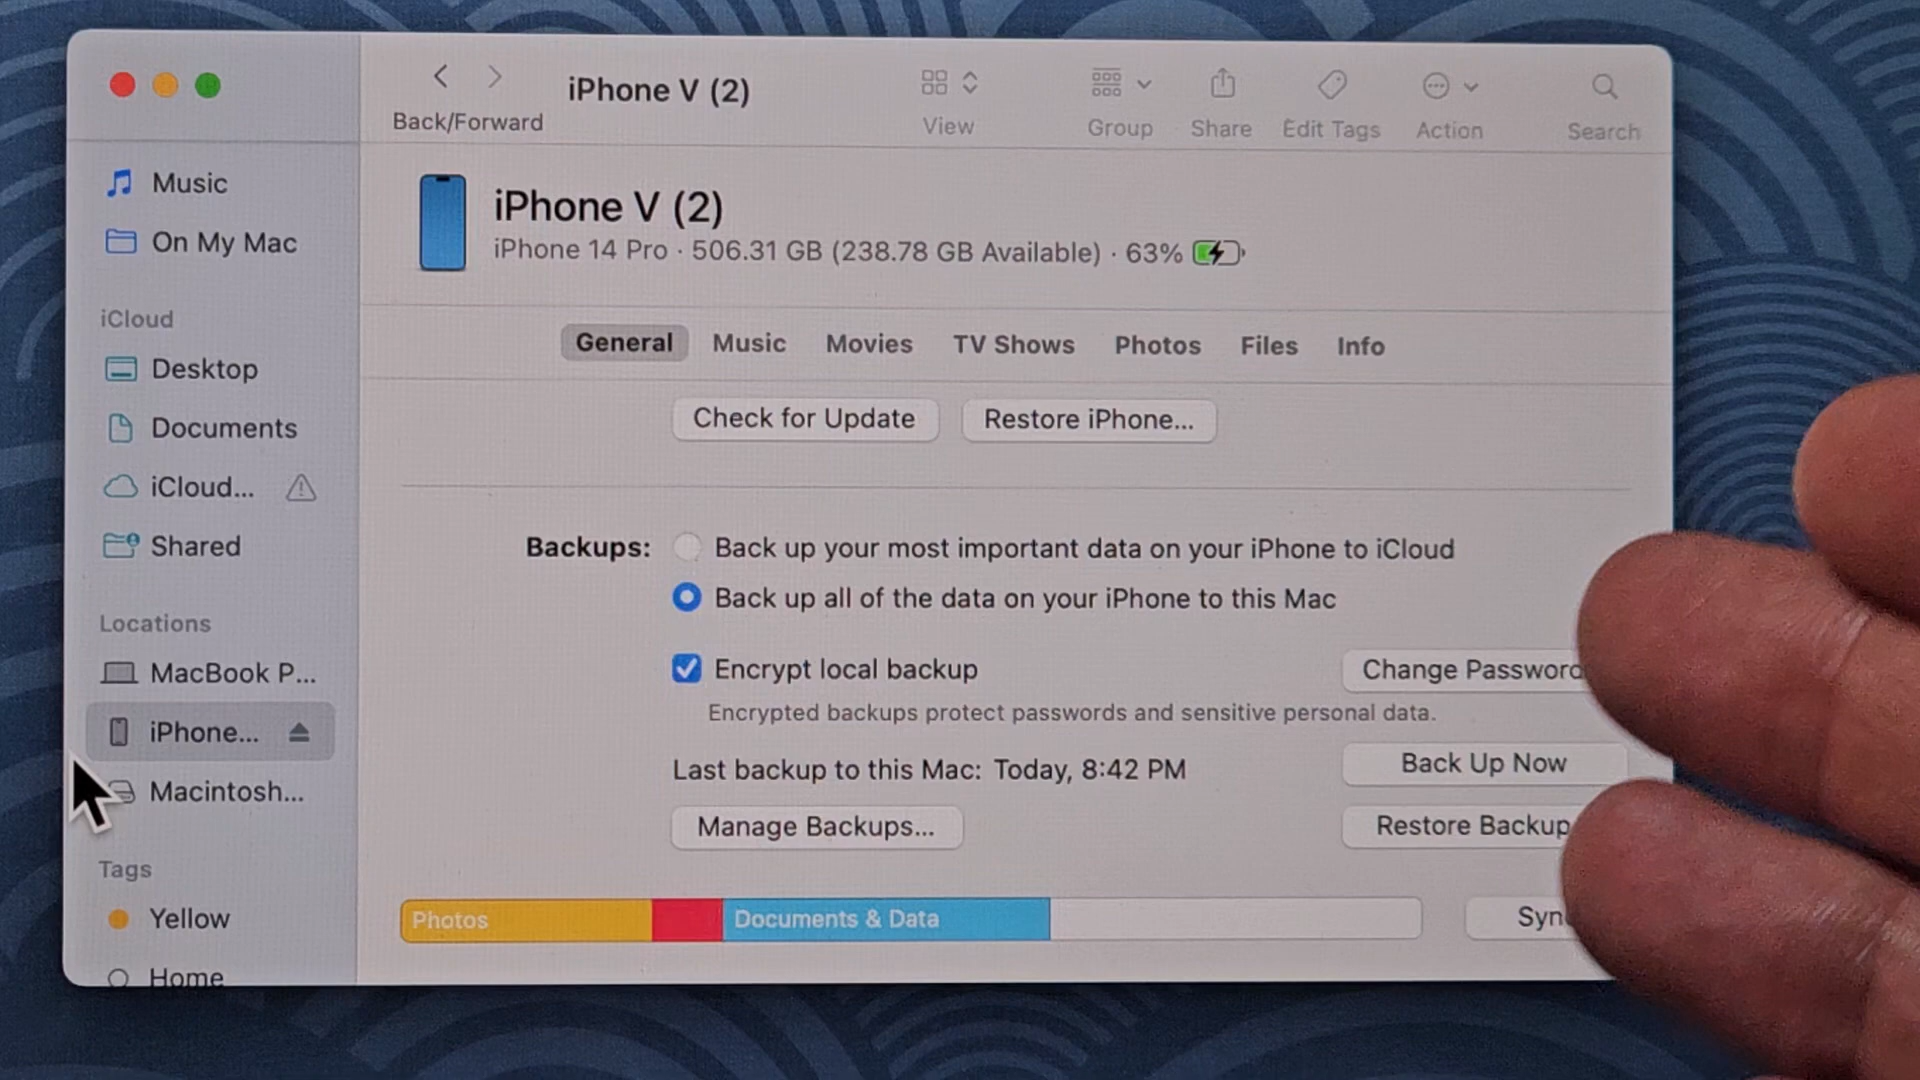 iPhone V (2)
Back/Forward
View
Group
Share
Edit Tags
Action
Search
Music
On My Mac
iCloud
Desktop
Documents
iCloud...
Shared
Locations
MacBook P...
iPhone...
Macintosh...
Tags
Yellow
Home
iPhone V (2)
iPhone 14 Pro · 506.31 GB (238.78 GB Available) · 63%
General Music Movies TV Shows Photos Files Info
Check for Update Restore iPhone...
Backups: Back up your most important data on your iPhone to iCloud
Back up all of the data on your iPhone to this Mac
Encrypt local backup Change Password
Encrypted backups protect passwords and sensitive personal data.
Last backup to this Mac: Today, 8:42 PM Back Up Now
Manage Backups... Restore Backup
Photos Documents & Data Syn